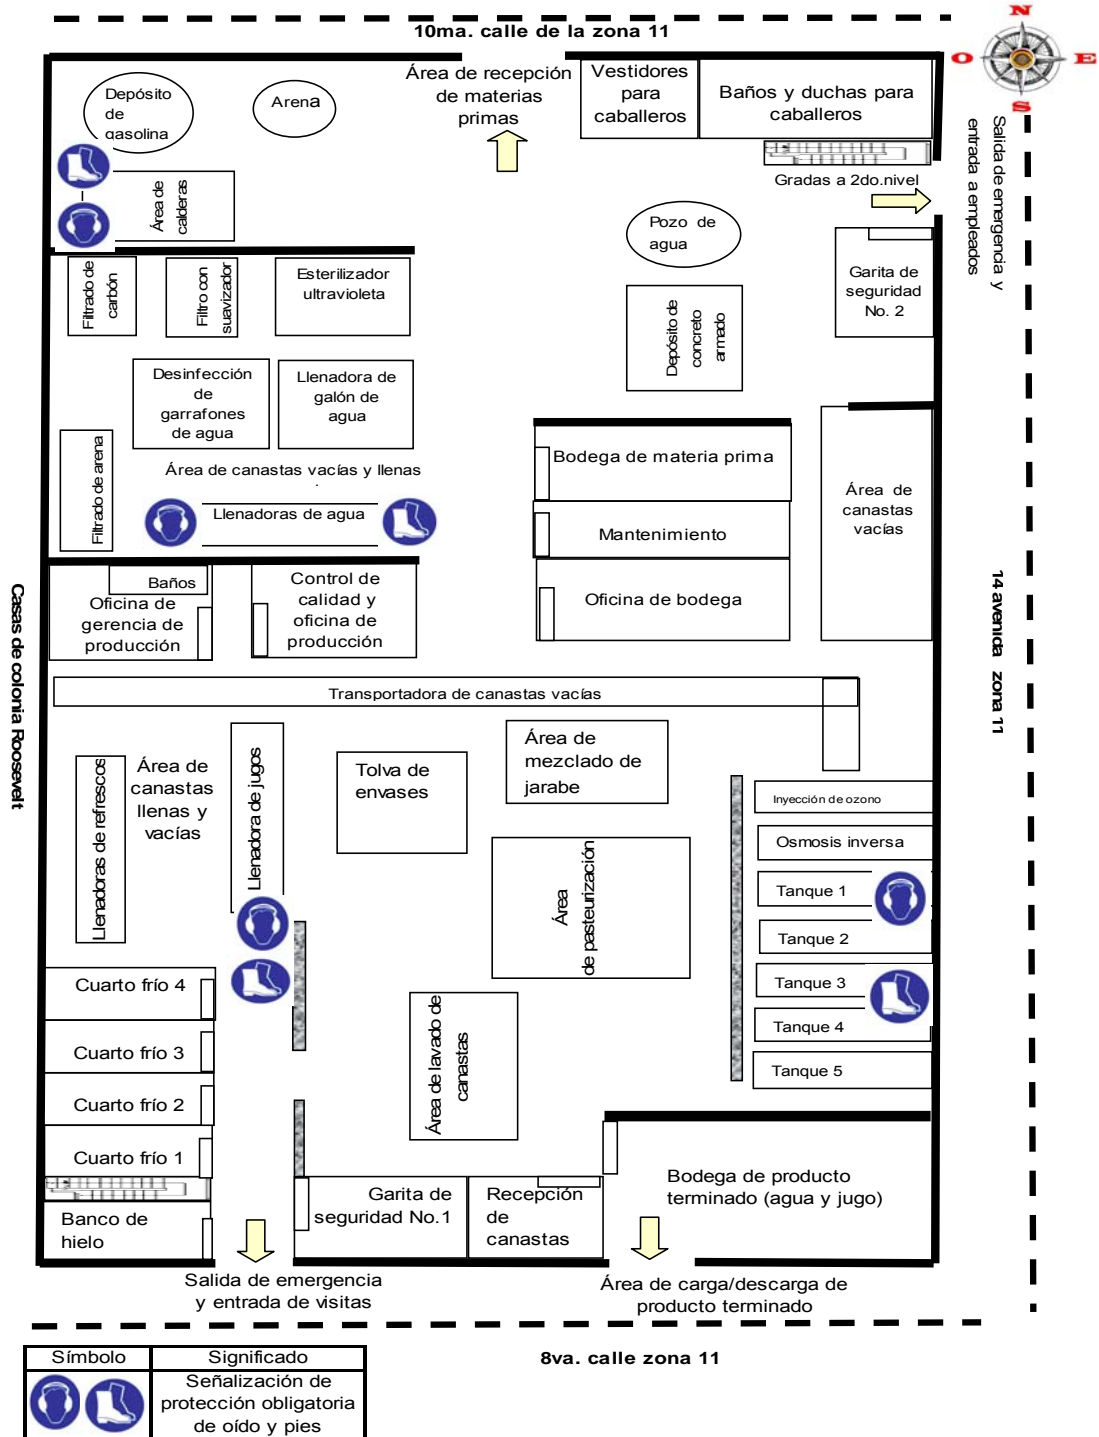 10ma. calle de la zona 11
N
O
E
S
Depósito
de
gasolina
Arena
Área de recepción
de materias
primas
Vestidores
para
caballeros
Baños y duchas para
caballeros
Gradas a 2do.nivel
Salida de emergencia y
entrada a empleados
Área de
calderas
Pozo de
agua
Garita de
seguridad
No. 2
Filtrado de
carbón
Filtro con
suavizador
Esterilizador
ultravioleta
Depósito de
concreto
armado
Desinfección
de
garrafones
de agua
Llenadora de
galón de
agua
Filtrado de arena
Área de canastas vacías y llenas
Llenadoras de agua
Bodega de materia prima
Mantenimiento
Oficina de bodega
Área de
canastas
vacías
Baños
Oficina de
gerencia de
producción
Control de
calidad y
oficina de
producción
Casas de colonia Roosevelt
14 avenida zona 11
Transportadora de canastas vacías
Llenadoras de refrescos
Área de
canastas
llenas y
vacías
Llenadora de jugos
Tolva de
envases
Área de
mezclado de
jarabe
Inyección de ozono
Osmosis inversa
Tanque 1
Tanque 2
Tanque 3
Tanque 4
Tanque 5
Área
de pasteurización
Área de lavado de
canastas
Cuarto frío 4
Cuarto frío 3
Cuarto frío 2
Cuarto frío 1
Banco de
hielo
Garita de
seguridad No.1
Recepción
de
canastas
Bodega de producto
terminado (agua y jugo)
Salida de emergencia
y entrada de visitas
Área de carga/descarga de
producto terminado
8va. calle zona 11
Símbolo Significado
Señalización de
protección obligatoria
de oído y pies